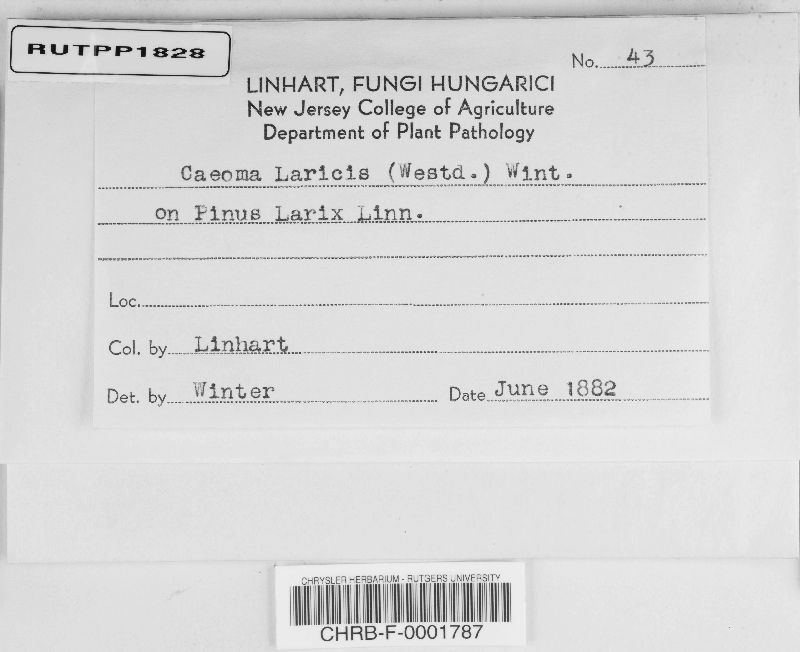 RUTPP1828
No. 43
LINHART, FUNGI HUNGARICI
New Jersey College of Agriculture
Department of Plant Pathology
Caeoma Laricis (Westd.) Wint.
on Pinus Larix Linn.
Loc.
Col. by Linhart
Det. by Winter Date June 1882
CHRYSLER HERBARIUM - RUTGERS UNIVERSITY
CHRB-F-0001787